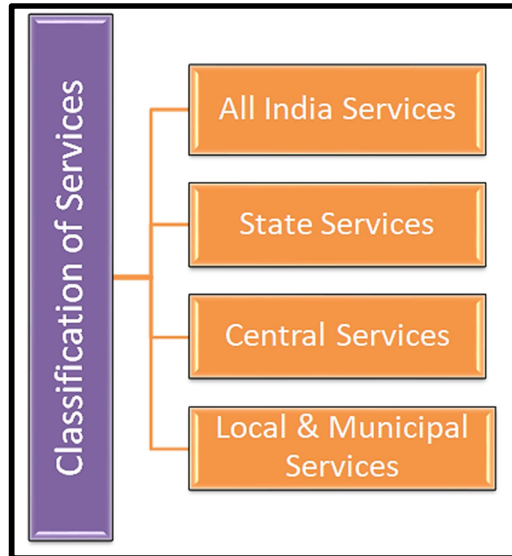 Classification of Services
All India Services
State Services
Central Services
Local & Municipal
Services